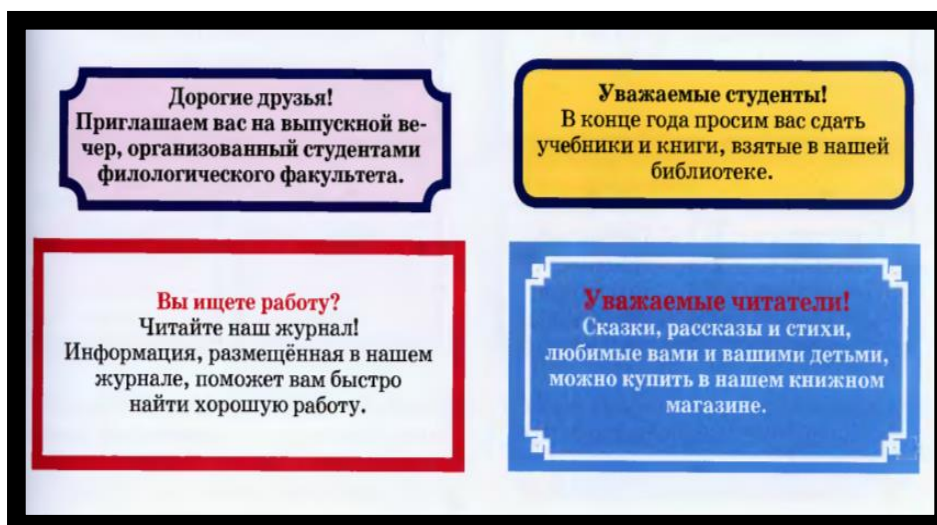 Дорогие друзья!
Приглашаем вас на выпускной ве-
чер, организованный студентами
филологического факультета.
Уважаемые студенты!
В конце года просим вас сдать
учебники и книги, взятые в нашей
библиотеке.
Вы ищете работу?
Читайте наш журнал!
Информация, размещённая в нашем
журнале, поможет вам быстро
найти хорошую работу.
Уважаемые читатели!
Сказки, рассказы и стихи,
любимые вами и вашими детьми,
можно купить в нашем книжном
магазине.